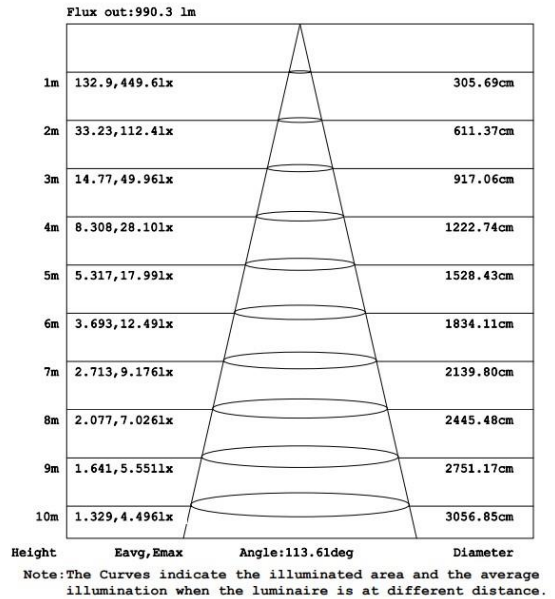 Flux out:990.3 lm
1m 132.9,449.6lx 305.69cm
2m 33.23,112.4lx 611.37cm
3m 14.77,49.96lx 917.06cm
4m 8.308,28.10lx 1222.74cm
5m 5.317,17.99lx 1528.43cm
6m 3.693,12.49lx 1834.11cm
7m 2.713,9.176lx 2139.80cm
8m 2.077,7.026lx 2445.48cm
9m 1.641,5.551lx 2751.17cm
10m 1.329,4.496lx 3056.85cm
Height Eavg,Emax Angle:113.61deg Diameter
Note:The Curves indicate the illuminated area and the average
illumination when the luminaire is at different distance.